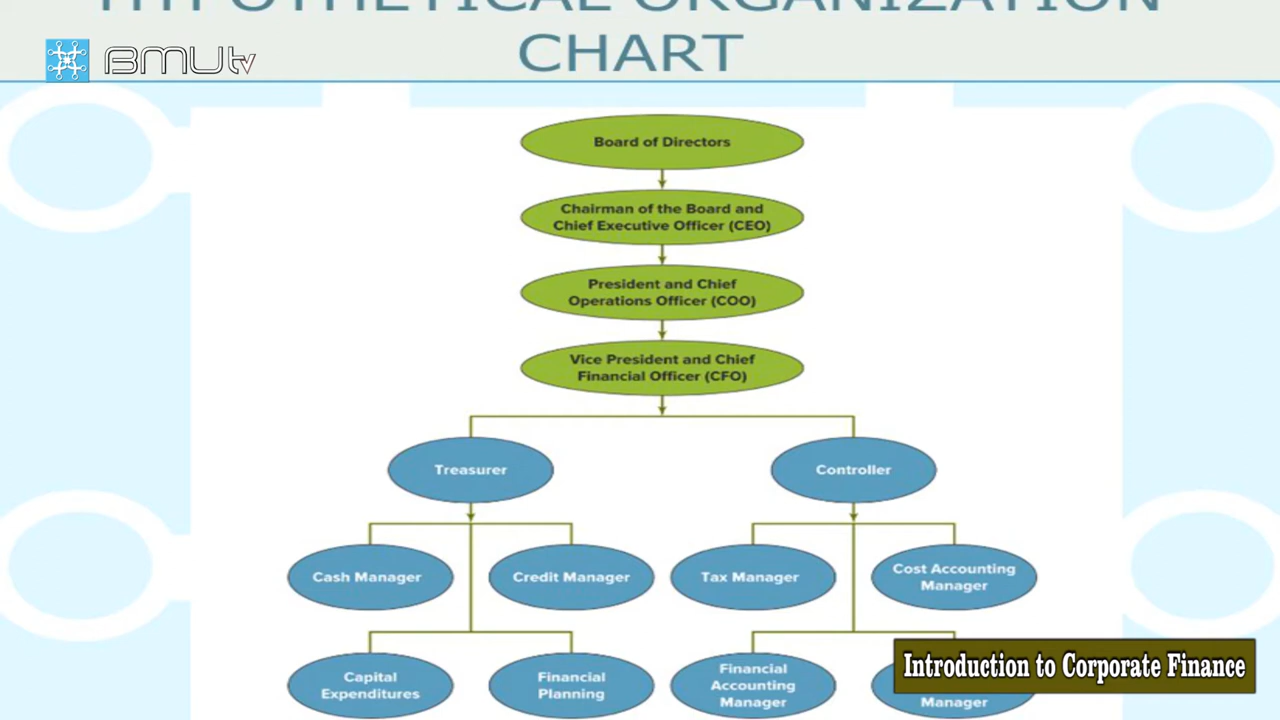 HYPOTHETICAL ORGANIZATION
CHART
BMUtv
Board of Directors
Chairman of the Board and
Chief Executive Officer (CEO)
President and Chief
Operations Officer (COO)
Vice President and Chief
Financial Officer (CFO)
Treasurer
Controller
Cash Manager
Credit Manager
Tax Manager
Cost Accounting
Manager
Capital
Expenditures
Financial
Planning
Financial
Accounting
Manager
Manager
Introduction to Corporate Finance